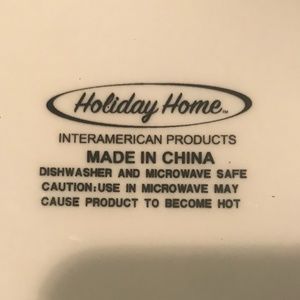 Holiday Home™
INTERAMERICAN PRODUCTS
MADE IN CHINA
DISHWASHER AND MICROWAVE SAFE
CAUTION:USE IN MICROWAVE MAY
CAUSE PRODUCT TO BECOME HOT